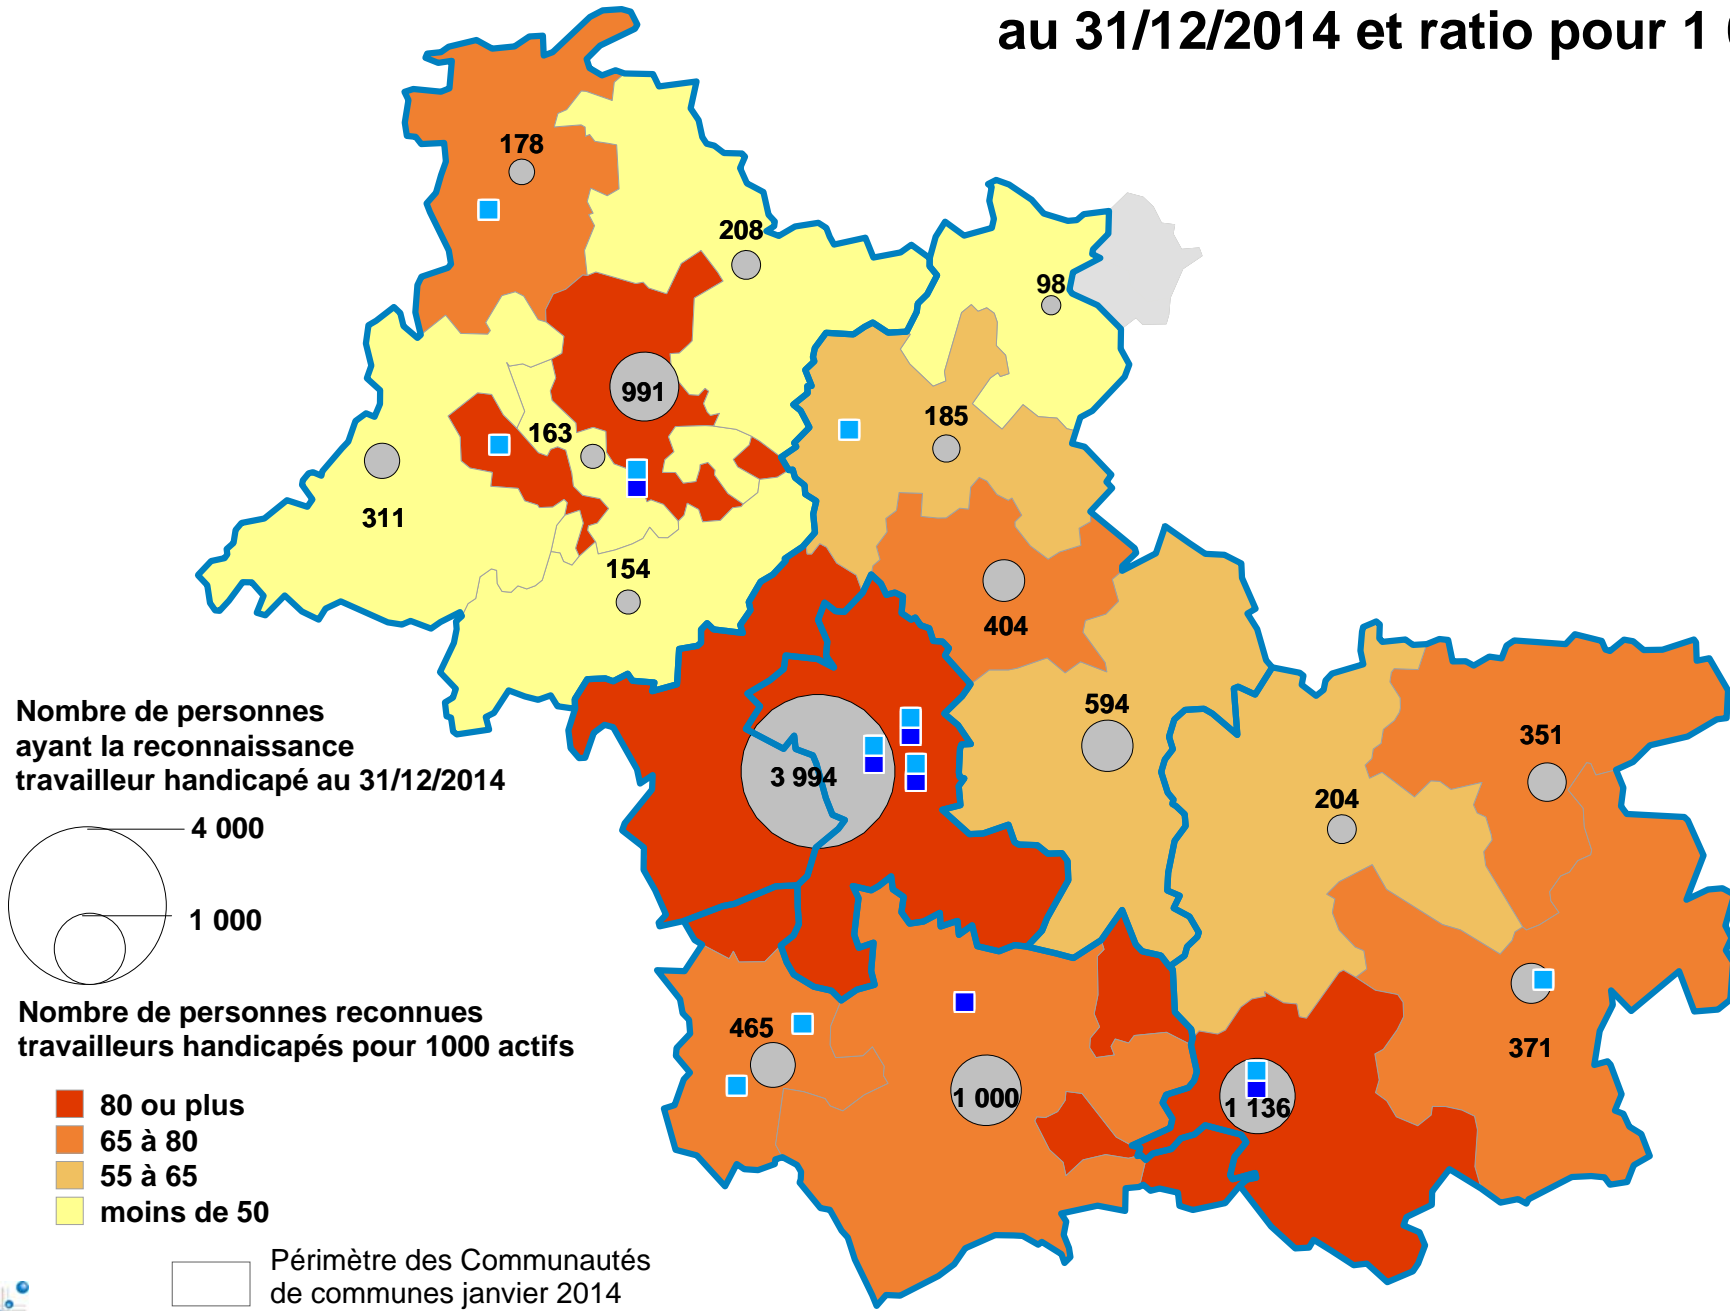 au 31/12/2014 et ratio pour 1
178
208
98
991
185
163
311
154
404
594
351
3 994
204
465
371
1 000
1 136
Nombre de personnes
ayant la reconnaissance
travailleur handicapé au 31/12/2014
4 000
1 000
Nombre de personnes reconnues
travailleurs handicapés pour 1000 actifs
80 ou plus
65 à 80
55 à 65
moins de 50
Périmètre des Communautés
de communes janvier 2014